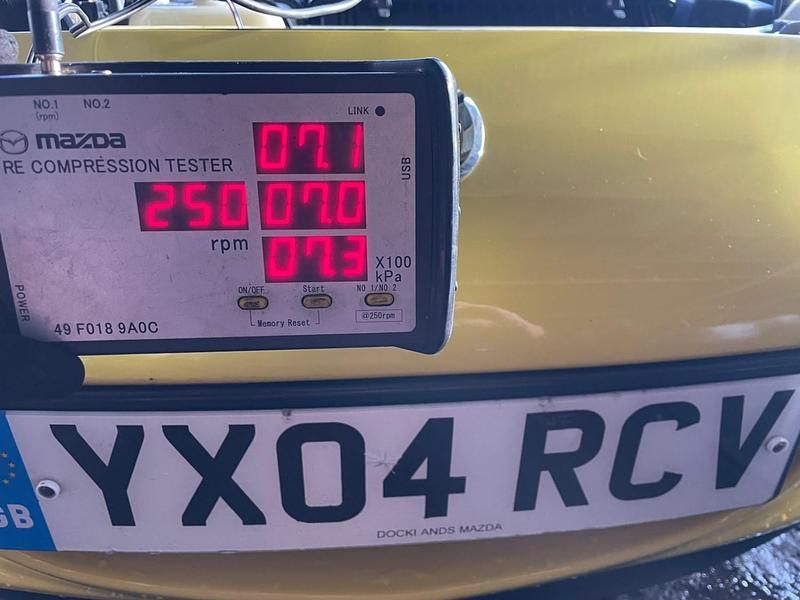 NO.1 NO.2
(rpm)
LINK
mazda
RE COMPRESSION TESTER
USB
07.1
250 07.0
rpm
07.3
X100
kPa
ON/OFF Start NO 1/NO 2
@250rpm
Memory Reset
POWER
49 F018 9A0C
GB
YX04 RCV
DOCKLANDS MAZDA